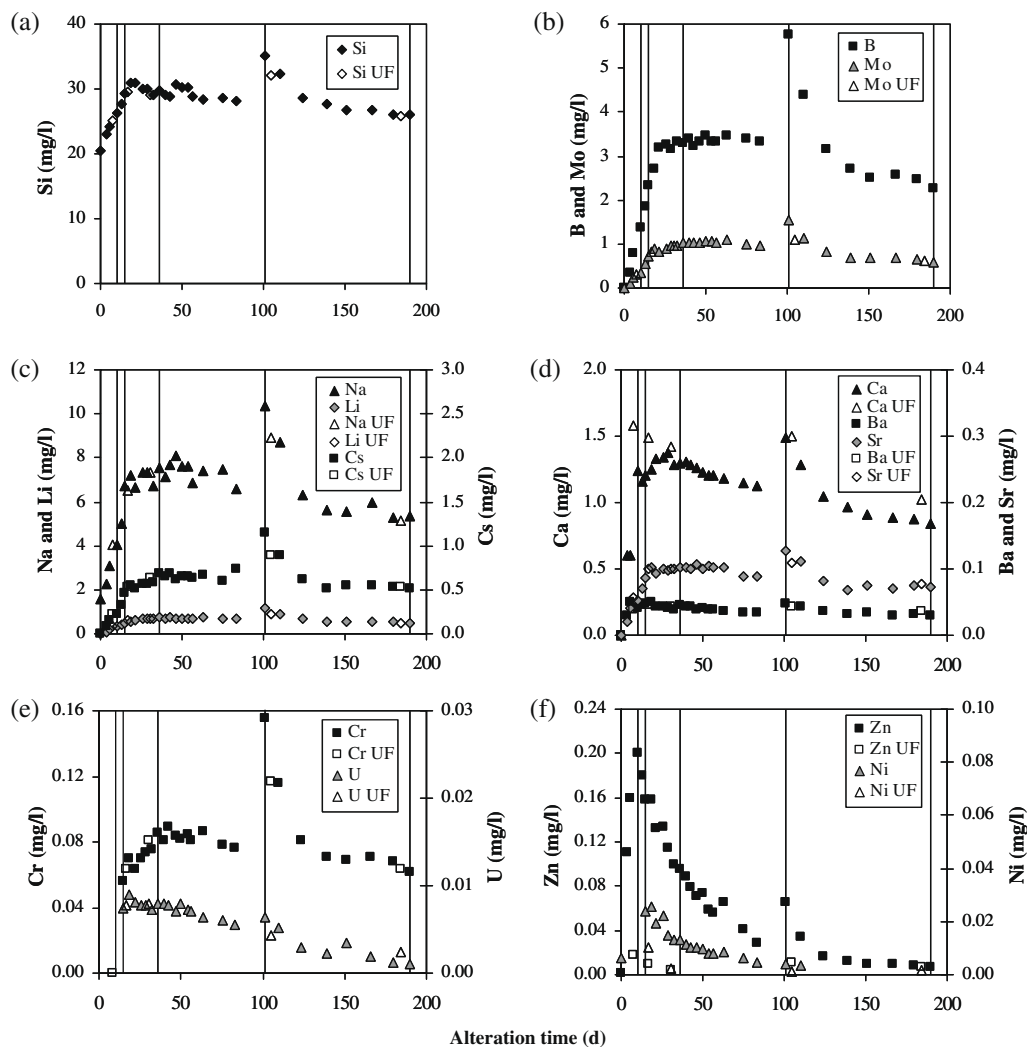 (a)
40
30
20
10
0
Si (mg/l)
Si
Si UF
0 50 100 150 200
(b)
6
5
4
3
2
1
0
B and Mo (mg/l)
B
Mo
Mo UF
0 50 100 150 200
(c)
12
10
8
6
4
2
0
Na and Li (mg/l)
3.0
2.5
2.0
1.5
1.0
0.5
0.0
Cs (mg/l)
Na
Li
Na UF
Li UF
Cs
Cs UF
0 50 100 150 200
(d)
2.0
1.5
1.0
0.5
0.0
Ca (mg/l)
0.4
0.3
0.2
0.1
0.0
Ba and Sr (mg/l)
Ca
Ca UF
Ba
Sr
Ba UF
Sr UF
0 50 100 150 200
(e)
0.16
0.12
0.08
0.04
0.00
Cr (mg/l)
0.03
0.02
0.01
0.00
U (mg/l)
Cr
Cr UF
U
U UF
0 50 100 150 200
(f)
0.24
0.20
0.16
0.12
0.08
0.04
0.00
Zn (mg/l)
0.10
0.08
0.06
0.04
0.02
0.00
Ni (mg/l)
Zn
Zn UF
Ni
Ni UF
0 50 100 150 200
Alteration time (d)